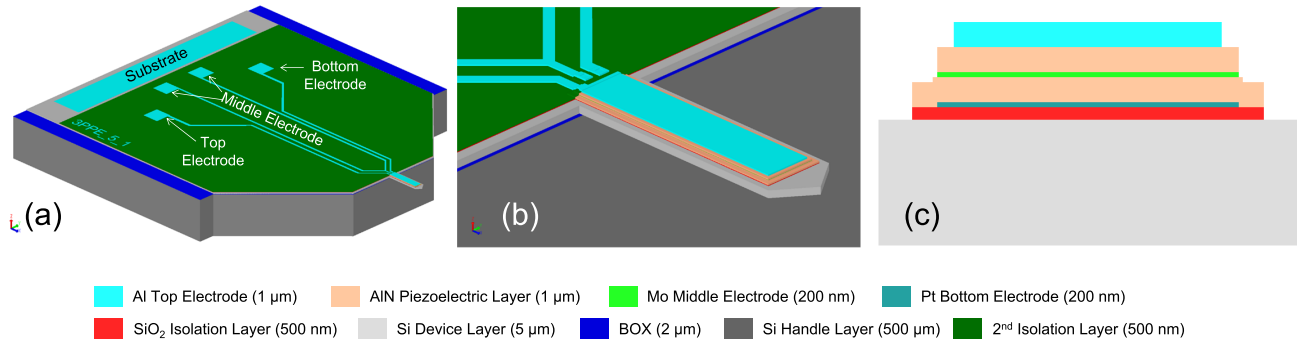 Substrate
Bottom
Electrode
Middle Electrode
Top
Electrode
3PPE_5_1
(a)
(b)
(c)
Al Top Electrode (1 μm)
AlN Piezoelectric Layer (1 μm)
Mo Middle Electrode (200 nm)
Pt Bottom Electrode (200 nm)
SiO₂ Isolation Layer (500 nm)
Si Device Layer (5 μm)
BOX (2 μm)
Si Handle Layer (500 μm)
2ⁿᵈ Isolation Layer (500 nm)